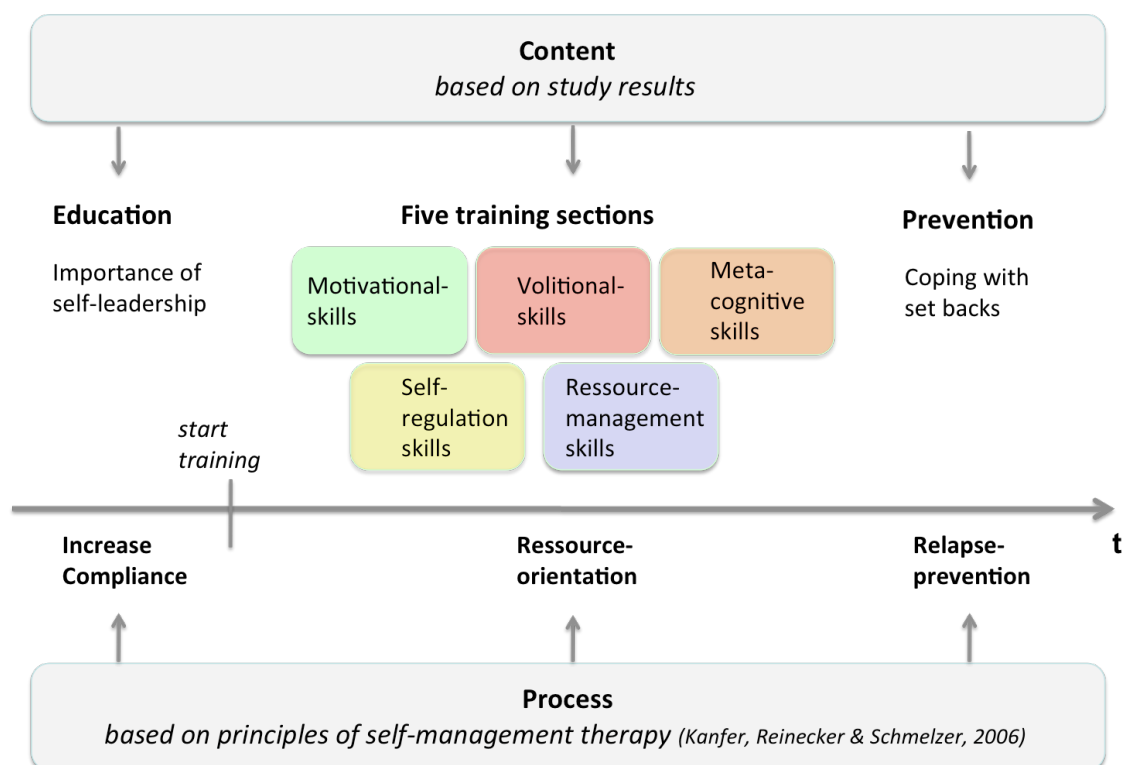 Content
based on study results
Education
Five training sections
Prevention
Importance of
self-leadership
Motivational-
skills
Volitional-
skills
Meta-
cognitive
skills
Coping with
set backs
Self-
regulation
skills
Ressource-
management
skills
start
training
t
Increase
Compliance
Ressource-
orientation
Relapse-
prevention
Process
based on principles of self-management therapy (Kanfer, Reinecker & Schmelzer, 2006)